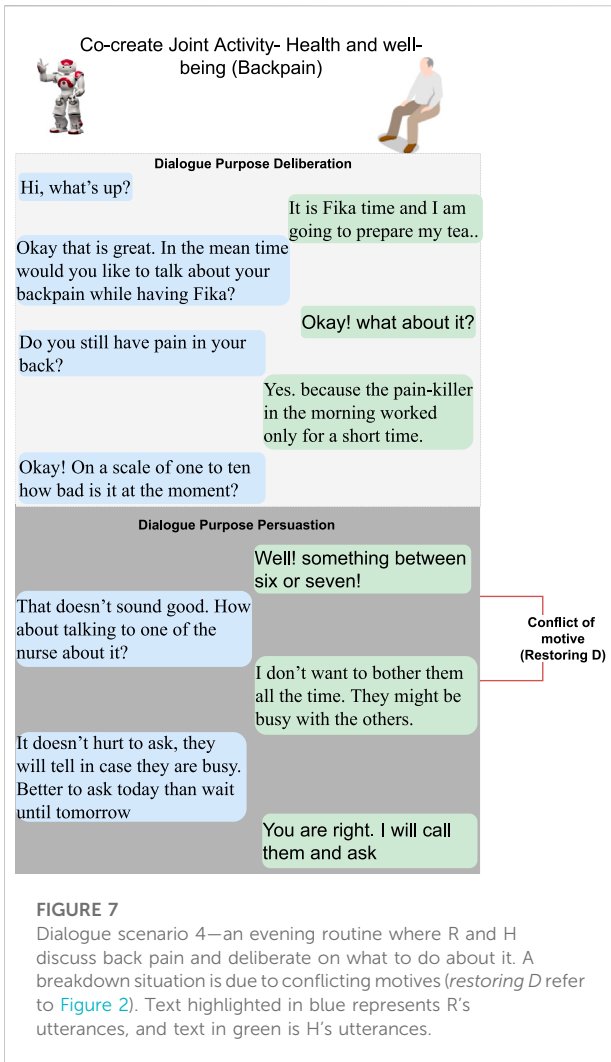 Co-create Joint Activity- Health and well-
being (Backpain)
Dialogue Purpose Deliberation
Hi, what's up?
It is Fika time and I am
going to prepare my tea..
Okay that is great. In the mean time
would you like to talk about your
backpain while having Fika?
Okay! what about it?
Do you still have pain in your
back?
Yes. because the pain-killer
in the morning worked
only for a short time.
Okay! On a scale of one to ten
how bad is it at the moment?
Dialogue Purpose Persuastion
Well! something between
six or seven!
That doesn't sound good. How
about talking to one of the
nurse about it?
Conflict of
motive
(Restoring D)
I don't want to bother them
all the time. They might be
busy with the others.
It doesn't hurt to ask, they
will tell in case they are busy.
Better to ask today than wait
until tomorrow
You are right. I will call
them and ask
FIGURE 7
Dialogue scenario 4—an evening routine where R and H
discuss back pain and deliberate on what to do about it. A
breakdown situation is due to conflicting motives (restoring D refer
to Figure 2). Text highlighted in blue represents R's
utterances, and text in green is H's utterances.